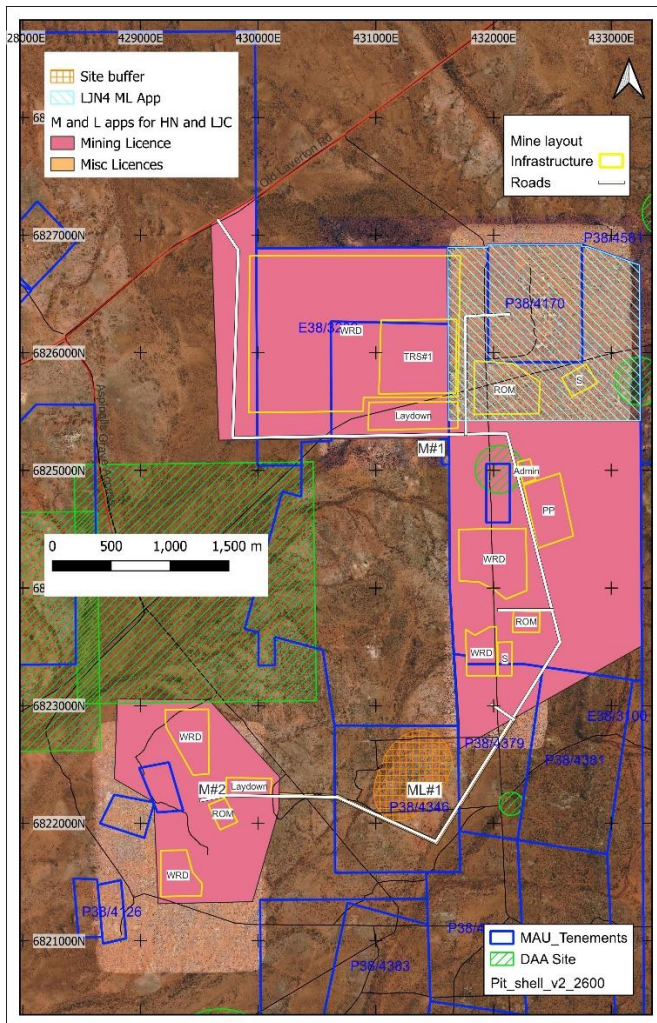 28000E 429000E 430000E 431000E 432000E 433000E
Site buffer
LJN4 ML App
M and L apps for HN and LJC
Mining Licence
Misc Licences
Mine layout
Infrastructure
Roads
Old Laverton Rd
6827000N
P38/4581
P38/4170
WRD
6826000N
TRS#1
ROM
S
Laydown
M#1
6825000N
Admin
PP
0 500 1,000 1,500 m
WRD
ROM
WRD
S
6823000N
E38/3100
WRD
P38/4379
P38/4381
M#2
Laydown
ML#1
P38/4346
ROM
6822000N
WRD
P38/4126
6821000N
P38/4383
MAU_Tenements
DAA Site
Pit_shell_v2_2600